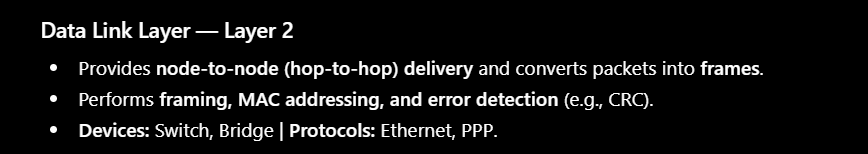 Data Link Layer — Layer 2
• Provides node-to-node (hop-to-hop) delivery and converts packets into frames.
• Performs framing, MAC addressing, and error detection (e.g., CRC).
• Devices: Switch, Bridge | Protocols: Ethernet, PPP.